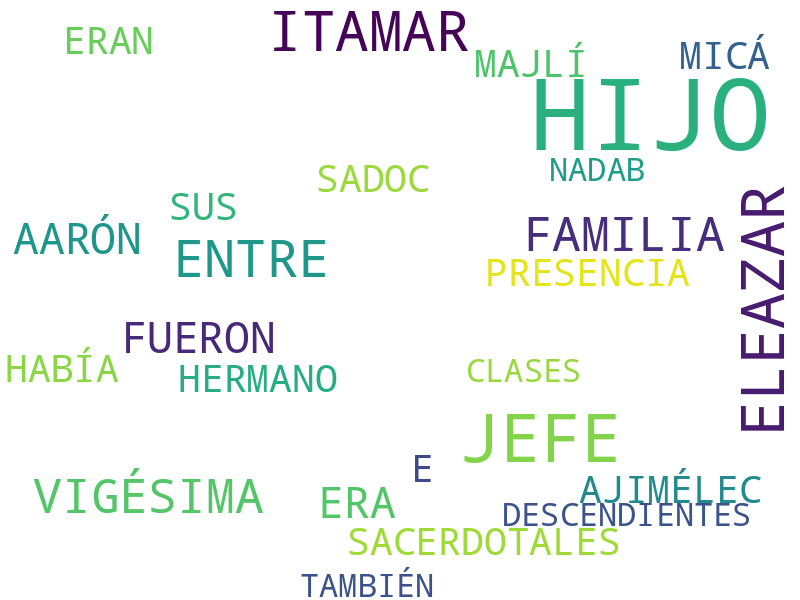 ITAMAR
ERAN
MICÁ
MAJLÍ
HIJO
NADAB
SADOC
SUS
ELEAZAR
AARÓN
FAMILIA
ENTRE
PRESENCIA
FUERON
HABÍA
CLASES
HERMANO
JEFE
E
AJIMÉLEC
VIGÉSIMA
ERA
DESCENDIENTES
SACERDOTALES
TAMBIÉN